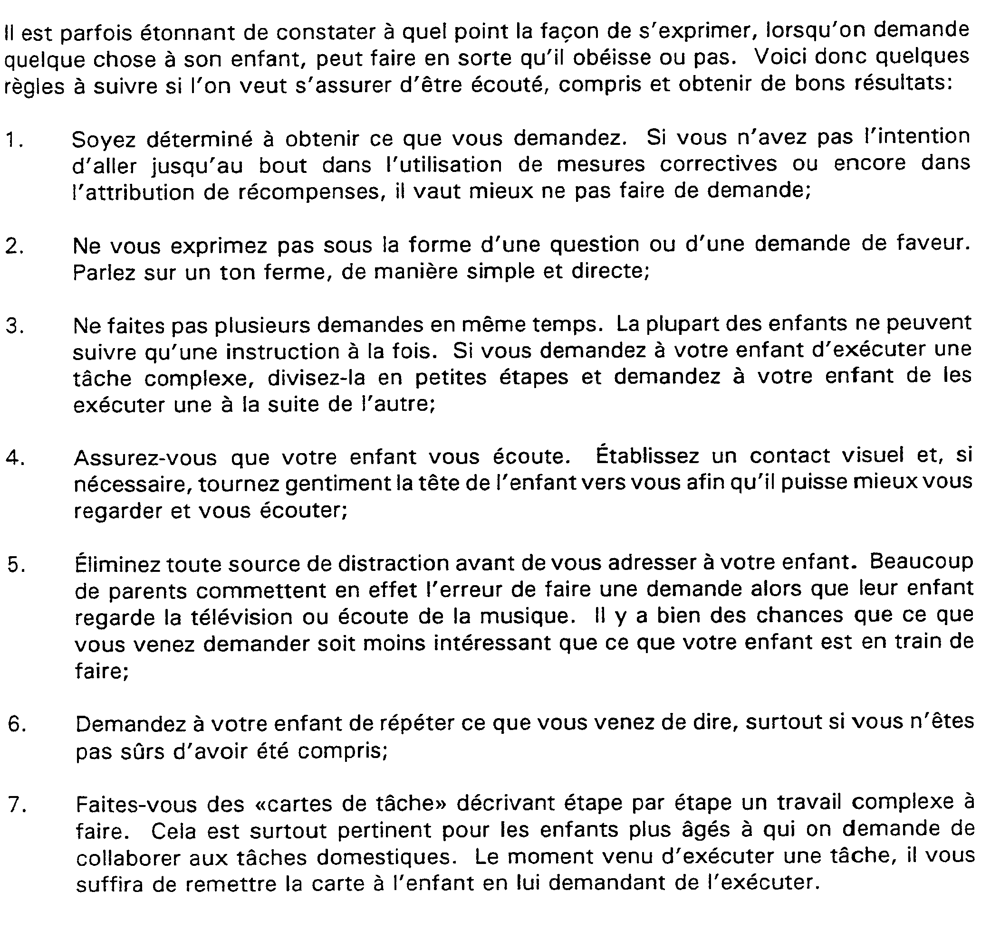 Il est parfois étonnant de constater à quel point la façon de s'exprimer, lorsqu'on demande
quelque chose à son enfant, peut faire en sorte qu'il obéisse ou pas. Voici donc quelques
règles à suivre si l'on veut s'assurer d'être écouté, compris et obtenir de bons résultats:
1. Soyez déterminé à obtenir ce que vous demandez. Si vous n'avez pas l'intention
d'aller jusqu'au bout dans l'utilisation de mesures correctives ou encore dans
l'attribution de récompenses, il vaut mieux ne pas faire de demande;
2. Ne vous exprimez pas sous la forme d'une question ou d'une demande de faveur.
Parlez sur un ton ferme, de manière simple et directe;
3. Ne faites pas plusieurs demandes en même temps. La plupart des enfants ne peuvent
suivre qu'une instruction à la fois. Si vous demandez à votre enfant d'exécuter une
tâche complexe, divisez-la en petites étapes et demandez à votre enfant de les
exécuter une à la suite de l'autre;
4. Assurez-vous que votre enfant vous écoute. Établissez un contact visuel et, si
nécessaire, tournez gentiment la tête de l'enfant vers vous afin qu'il puisse mieux vous
regarder et vous écouter;
5. Éliminez toute source de distraction avant de vous adresser à votre enfant. Beaucoup
de parents commettent en effet l'erreur de faire une demande alors que leur enfant
regarde la télévision ou écoute de la musique. Il y a bien des chances que ce que
vous venez demander soit moins intéressant que ce que votre enfant est en train de
faire;
6. Demandez à votre enfant de répéter ce que vous venez de dire, surtout si vous n'êtes
pas sûrs d'avoir été compris;
7. Faites-vous des «cartes de tâche» décrivant étape par étape un travail complexe à
faire. Cela est surtout pertinent pour les enfants plus âgés à qui on demande de
collaborer aux tâches domestiques. Le moment venu d'exécuter une tâche, il vous
suffira de remettre la carte à l'enfant en lui demandant de l'exécuter.